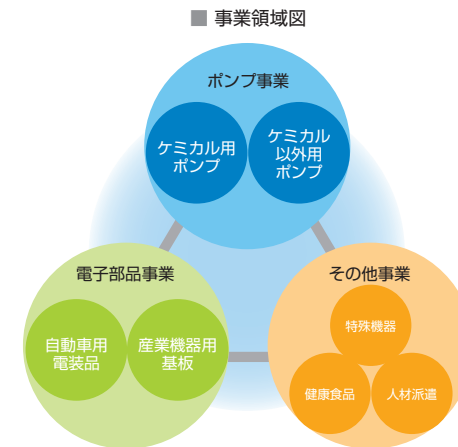 ■ 事業領域図
ポンプ事業
ケミカル用
ポンプ
ケミカル
以外用
ポンプ
電子部品事業
自動車用
電装品
産業機器用
基板
その他事業
特殊機器
健康食品
人材派遣